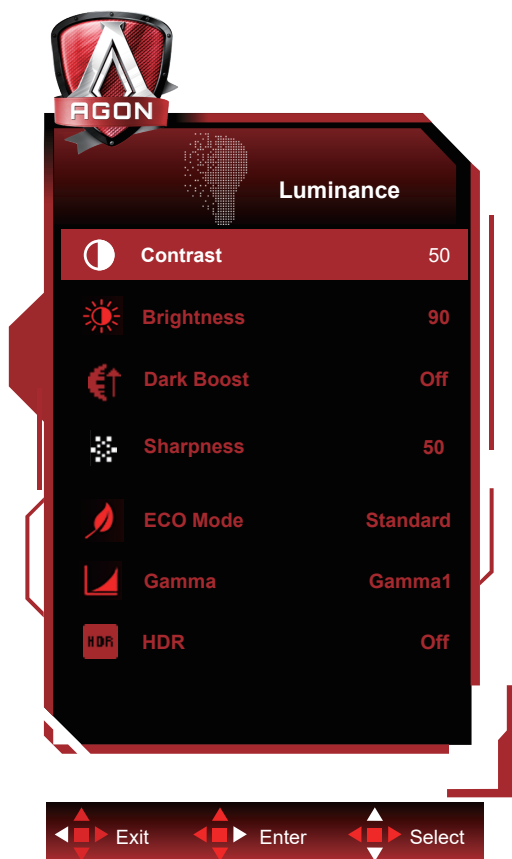 AGON
Luminance
Contrast 50
Brightness 90
Dark Boost Off
Sharpness 50
ECO Mode Standard
Gamma Gamma1
HDR HDR Off
Exit Enter Select